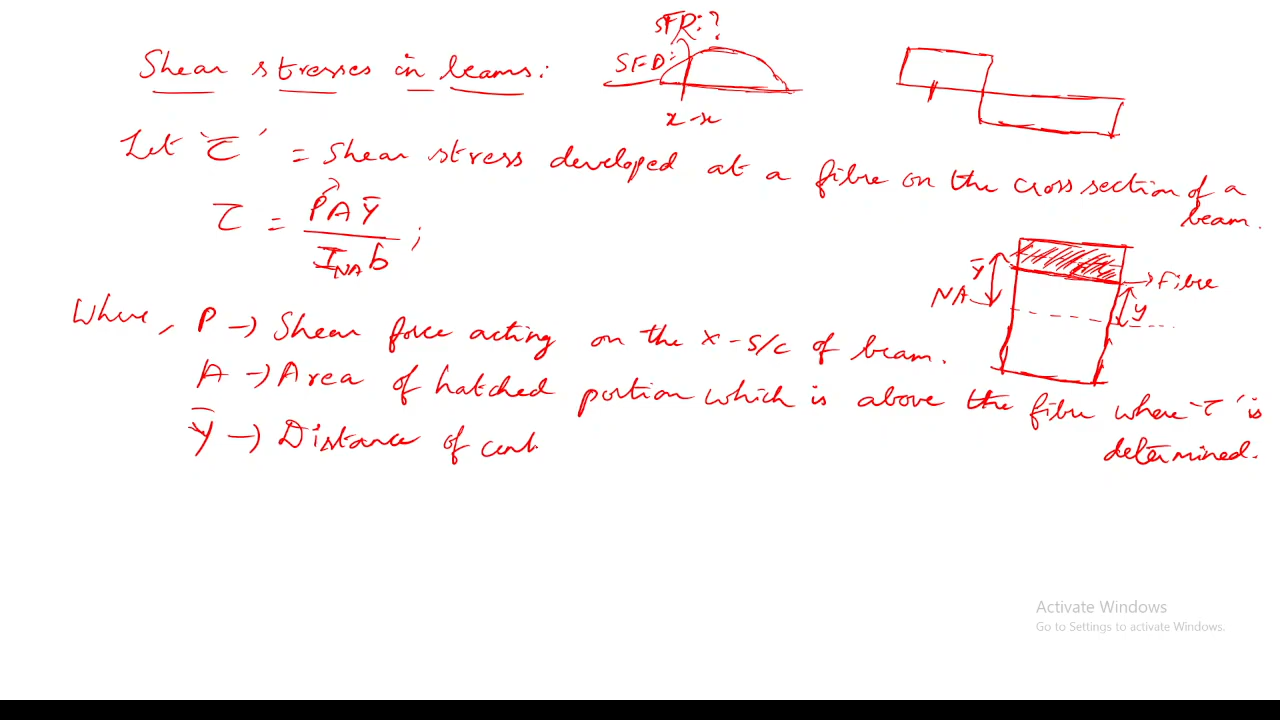 SFR:?
Shear stresses in beams:
SFD:
x-x
Let 'τ' = Shear stress developed at a fibre on the cross section of a beam.
τ = P A Ȳ / I_NA b ;
Ȳ
Fibre
NA
y
Where, P → Shear force acting on the X-S/C of beam.
A → Area of hatched portion which is above the fibre where 'τ' is determined.
Ȳ → Distance of cent
Activate Windows
Go to Settings to activate Windows.